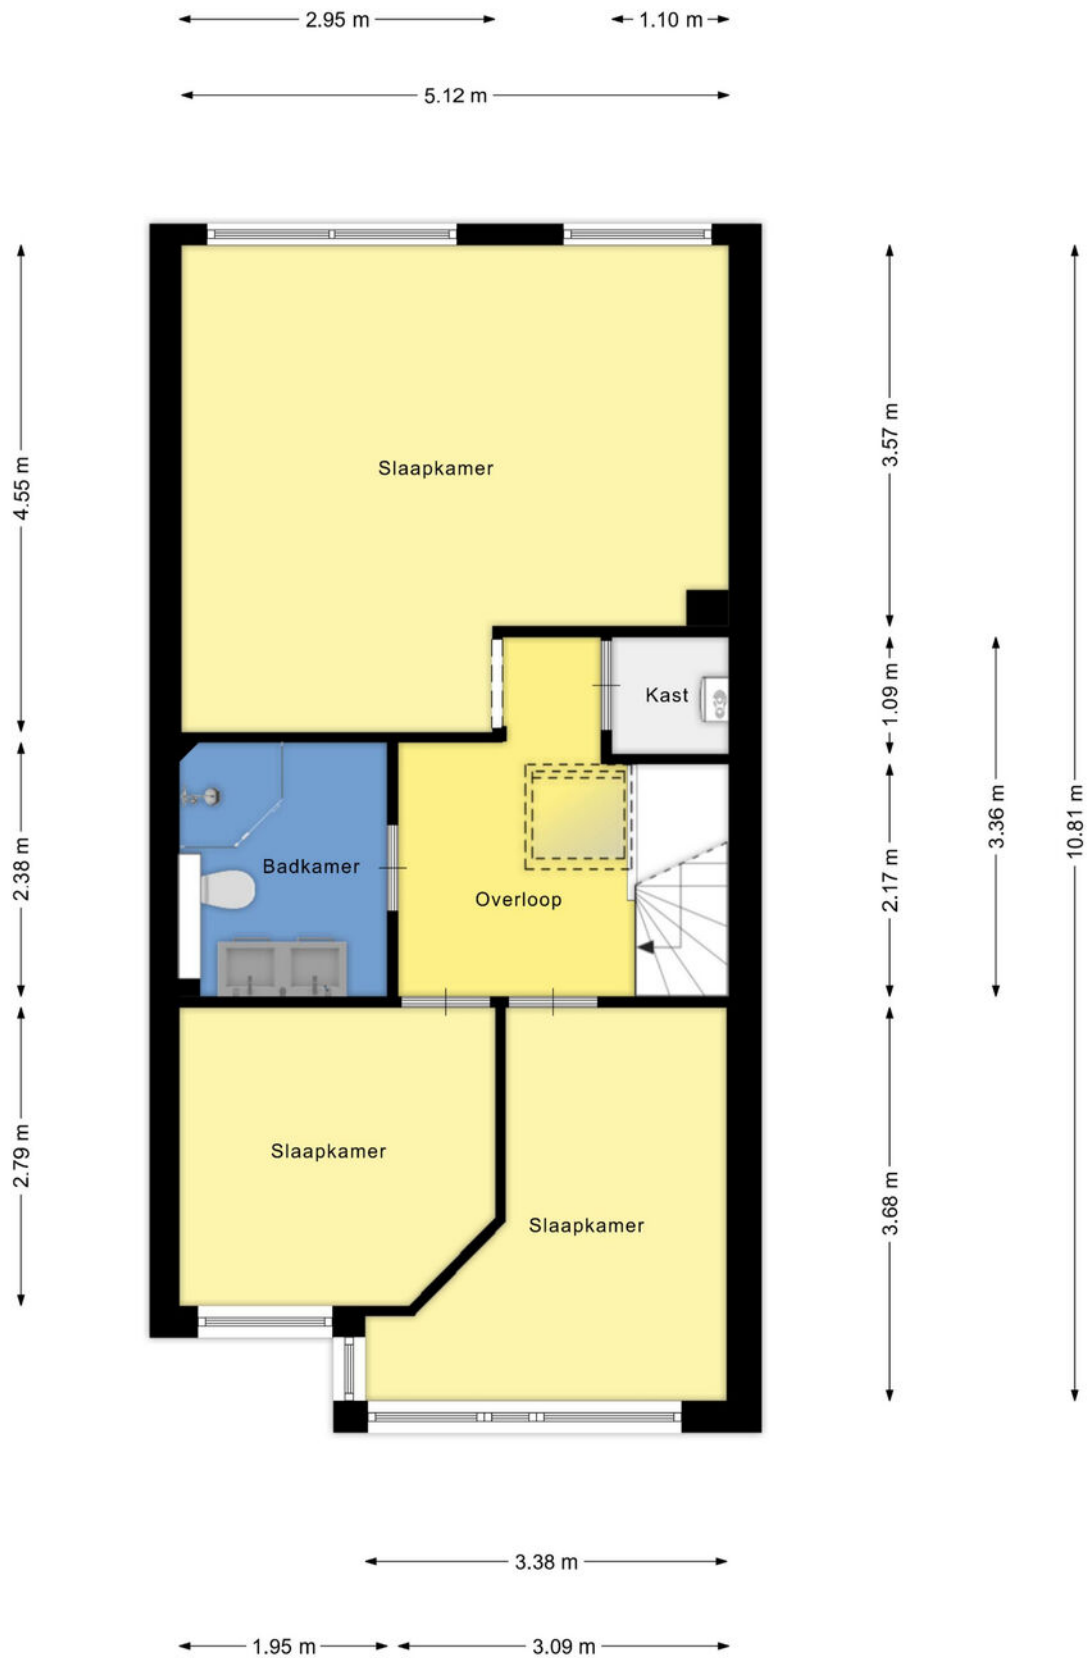 2.95 m
1.10 m
5.12 m
4.55 m
3.57 m
Slaapkamer
Kast
1.09 m
3.36 m
10.81 m
2.38 m
Badkamer
Overloop
2.17 m
Slaapkamer
2.79 m
Slaapkamer
3.68 m
3.38 m
1.95 m
3.09 m